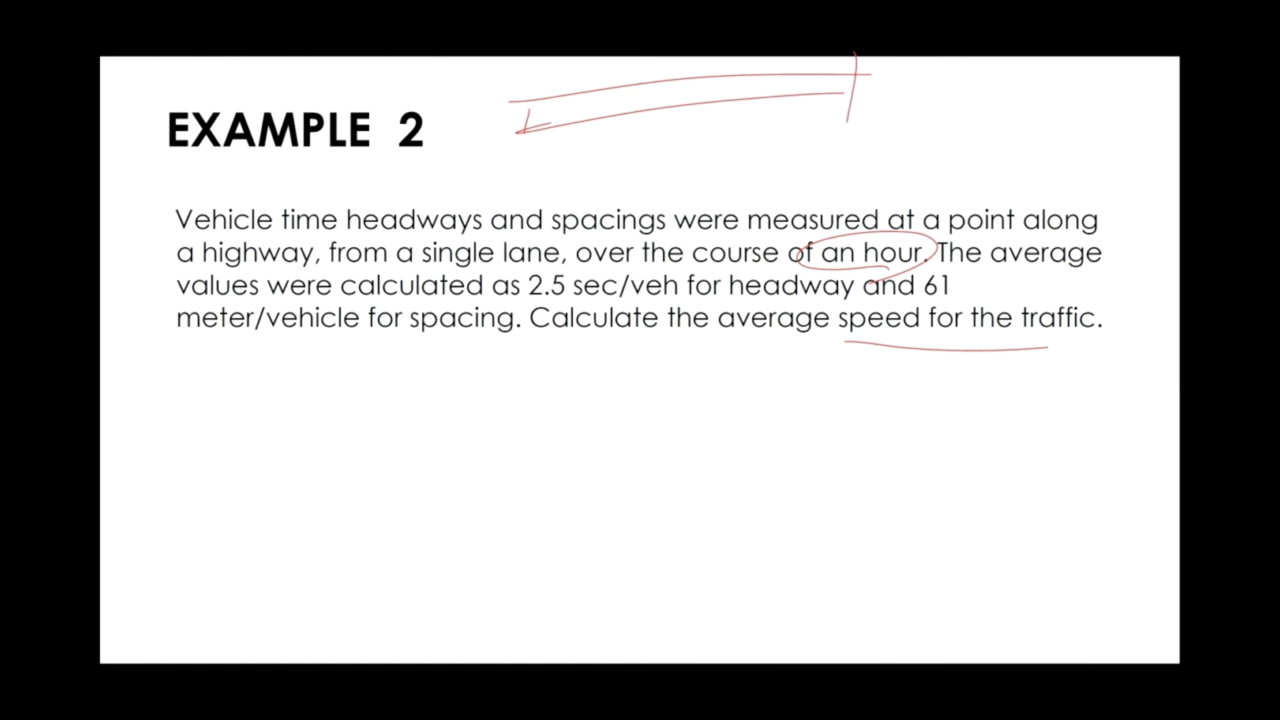 EXAMPLE 2
Vehicle time headways and spacings were measured at a point along
a highway, from a single lane, over the course of an hour. The average
values were calculated as 2.5 sec/veh for headway and 61
meter/vehicle for spacing. Calculate the average speed for the traffic.